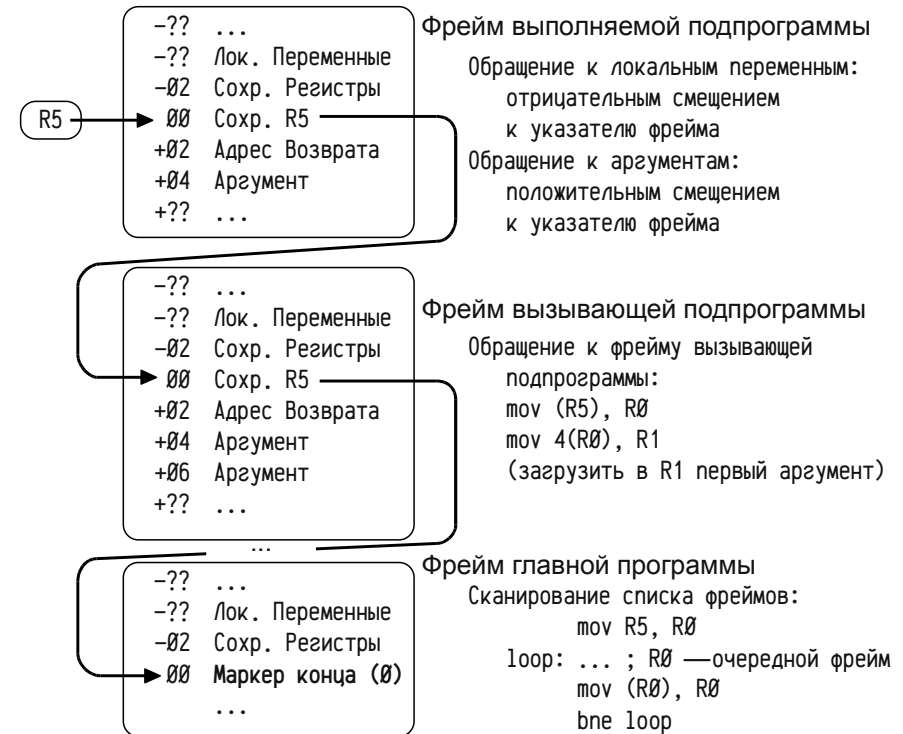 Фрейм выполняемой подпрограммы
-?? ...
-?? Лок. Переменные
-02 Сохр. Регистры
R5
00 Сохр. R5
+02 Адрес Возврата
+04 Аргумент
+?? ...
Обращение к локальным переменным:
отрицательным смещением
к указателю фрейма
Обращение к аргументам:
положительным смещением
к указателю фрейма
Фрейм вызывающей подпрограммы
-?? ...
-?? Лок. Переменные
-02 Сохр. Регистры
00 Сохр. R5
+02 Адрес Возврата
+04 Аргумент
+06 Аргумент
+?? ...
Обращение к фрейму вызывающей
подпрограммы:
mov (R5), R0
mov 4(R0), R1
(загрузить в R1 первый аргумент)
...
Фрейм главной программы
-?? ...
-?? Лок. Переменные
-02 Сохр. Регистры
00 Маркер конца (0)
...
Сканирование списка фреймов:
mov R5, R0
loop: ... ; R0 —очередной фрейм
mov (R0), R0
bne loop